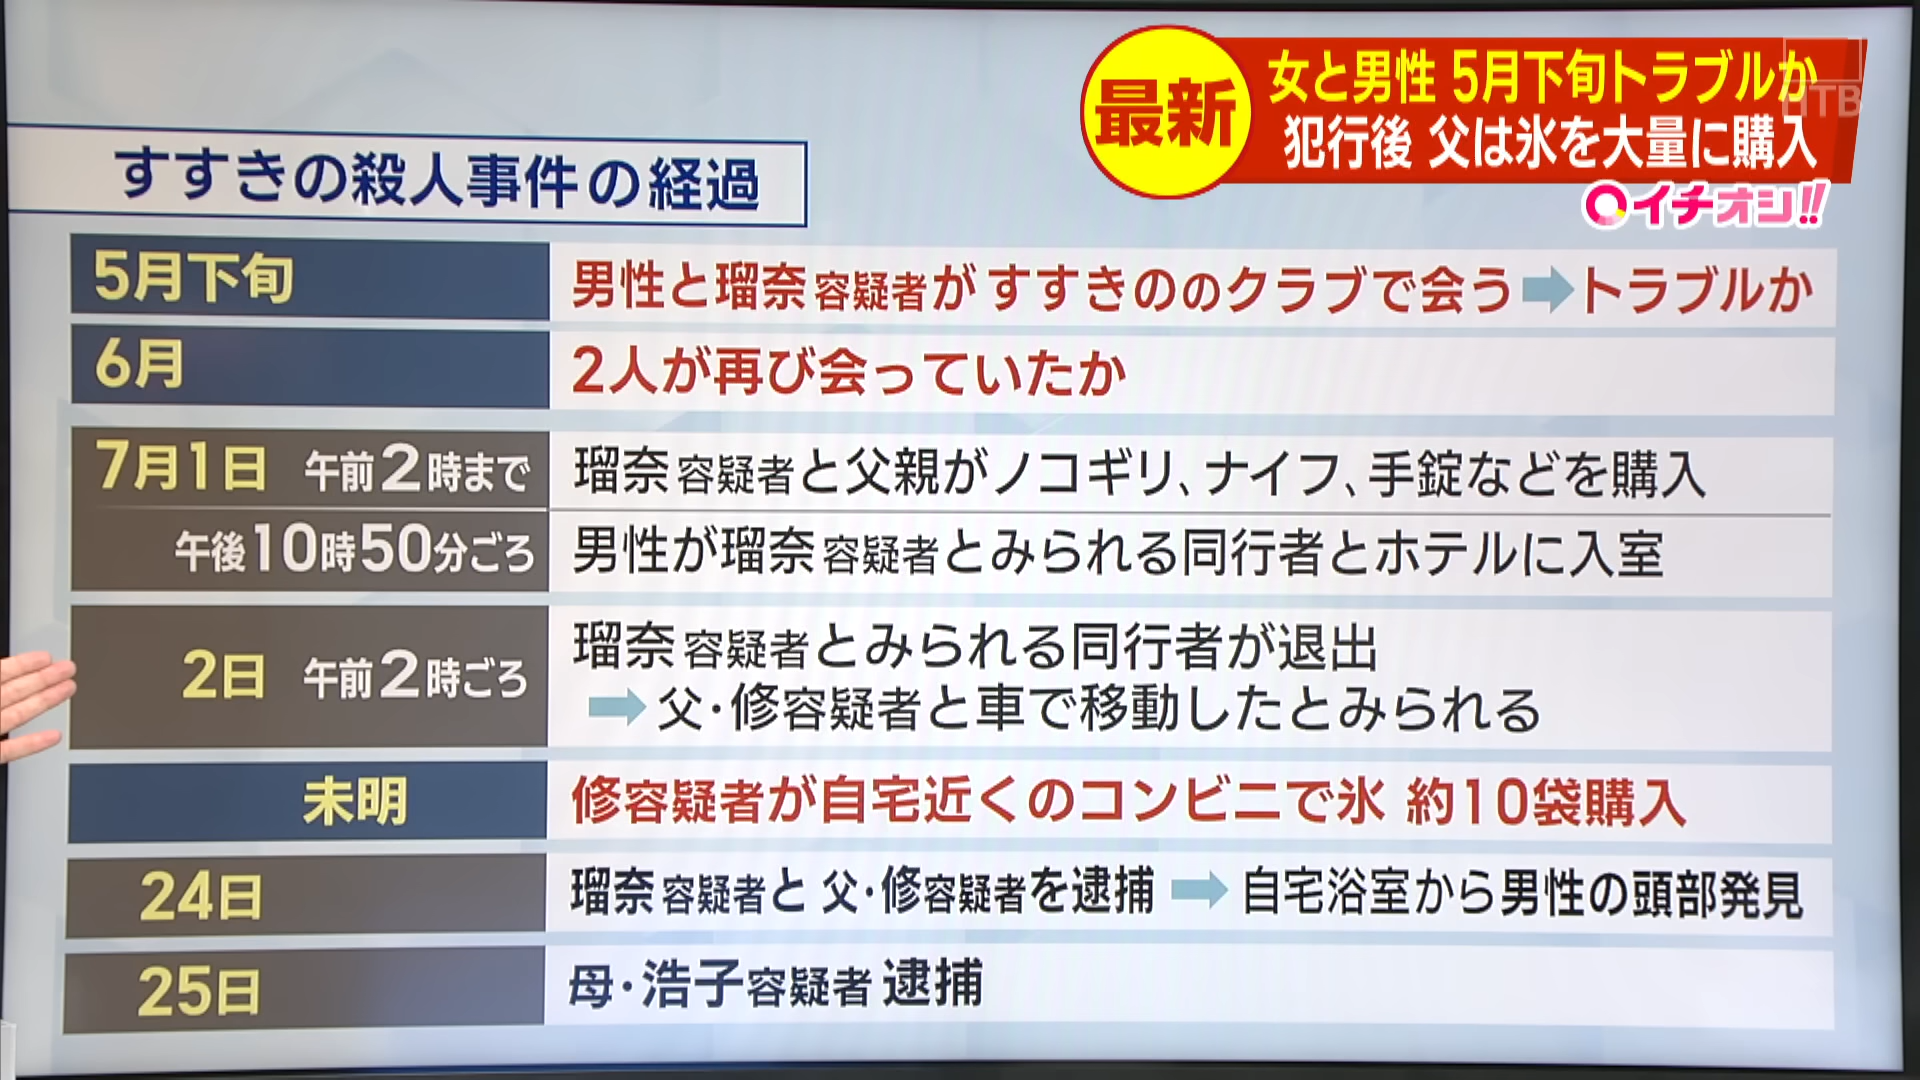 最新
女と男性 5月下旬トラブルか
犯行後 父は氷を大量に購入
HTB
イチオシ!!
すすきの殺人事件の経過
5月下旬 男性と瑠奈容疑者がすすきののクラブで会う➡トラブルか
6月 2人が再び会っていたか
7月1日 午前2時まで 瑠奈容疑者と父親がノコギリ、ナイフ、手錠などを購入
午後10時50分ごろ 男性が瑠奈容疑者とみられる同行者とホテルに入室
2日 午前2時ごろ 瑠奈容疑者とみられる同行者が退出
➡父・修容疑者と車で移動したとみられる
未明 修容疑者が自宅近くのコンビニで氷 約10袋購入
24日 瑠奈容疑者と 父・修容疑者を逮捕➡自宅浴室から男性の頭部発見
25日 母・浩子容疑者 逮捕